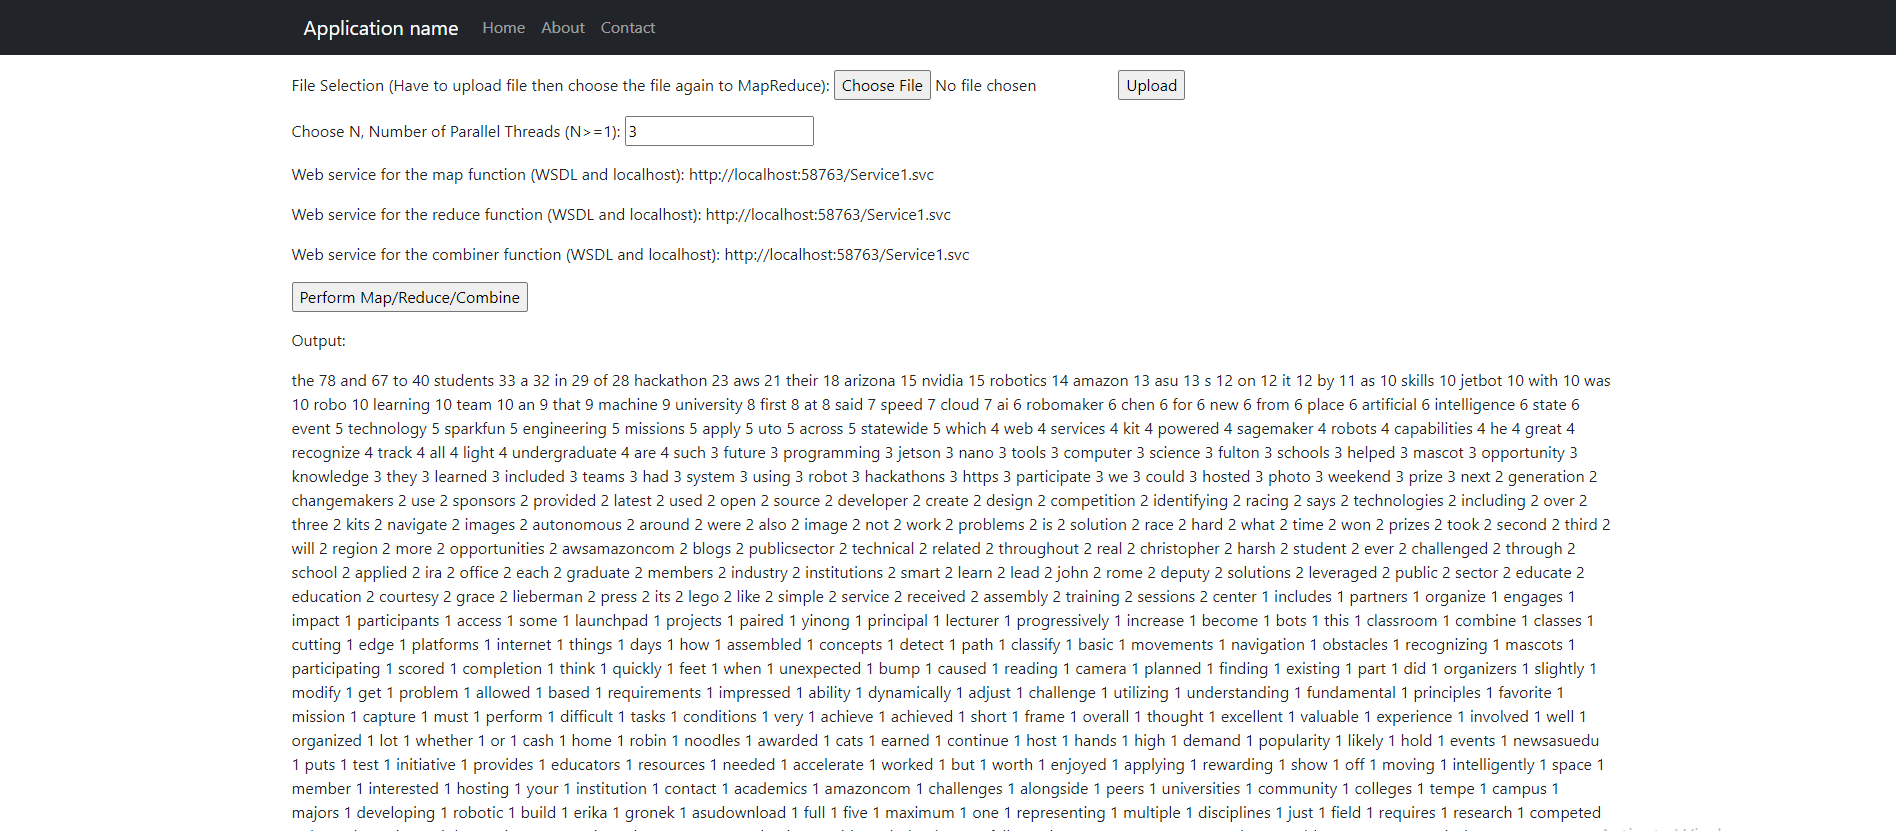 Application name Home About Contact
File Selection (Have to upload file then choose the file again to MapReduce): Choose File No file chosen Upload
Choose N, Number of Parallel Threads (N>=1): 3
Web service for the map function (WSDL and localhost): http://localhost:58763/Service1.svc
Web service for the reduce function (WSDL and localhost): http://localhost:58763/Service1.svc
Web service for the combiner function (WSDL and localhost): http://localhost:58763/Service1.svc
Perform Map/Reduce/Combine
Output:
the 78 and 67 to 40 students 33 a 32 in 29 of 28 hackathon 23 aws 21 their 18 arizona 15 nvidia 15 robotics 14 amazon 13 asu 13 s 12 on 12 it 12 by 11 as 10 skills 10 jetbot 10 with 10 was
10 robo 10 learning 10 team 10 an 9 that 9 machine 9 university 8 first 8 at 8 said 7 speed 7 cloud 7 ai 6 robomaker 6 chen 6 for 6 new 6 from 6 place 6 artificial 6 intelligence 6 state 6
event 5 technology 5 sparkfun 5 engineering 5 missions 5 apply 5 uto 5 across 5 statewide 5 which 4 web 4 services 4 kit 4 powered 4 sagemaker 4 robots 4 capabilities 4 he 4 great 4
recognize 4 track 4 all 4 light 4 undergraduate 4 are 4 such 3 future 3 programming 3 jetson 3 nano 3 tools 3 computer 3 science 3 fulton 3 schools 3 helped 3 mascot 3 opportunity 3
knowledge 3 they 3 learned 3 included 3 teams 3 had 3 system 3 using 3 robot 3 hackathons 3 https 3 participate 3 we 3 could 3 hosted 3 photo 3 weekend 3 prize 3 next 2 generation 2
changemakers 2 use 2 sponsors 2 provided 2 latest 2 used 2 open 2 source 2 developer 2 create 2 design 2 competition 2 identifying 2 racing 2 says 2 technologies 2 including 2 over 2
three 2 kits 2 navigate 2 images 2 autonomous 2 around 2 were 2 also 2 image 2 not 2 work 2 problems 2 is 2 solution 2 race 2 hard 2 what 2 time 2 won 2 prizes 2 took 2 second 2 third 2
will 2 region 2 more 2 opportunities 2 awsamazoncom 2 blogs 2 publicsector 2 technical 2 related 2 throughout 2 real 2 christopher 2 harsh 2 student 2 ever 2 challenged 2 through 2
school 2 applied 2 ira 2 office 2 each 2 graduate 2 members 2 industry 2 institutions 2 smart 2 learn 2 lead 2 john 2 rome 2 deputy 2 solutions 2 leveraged 2 public 2 sector 2 educate 2
education 2 courtesy 2 grace 2 lieberman 2 press 2 its 2 lego 2 like 2 simple 2 service 2 received 2 assembly 2 training 2 sessions 2 center 1 includes 1 partners 1 organize 1 engages 1
impact 1 participants 1 access 1 some 1 launchpad 1 projects 1 paired 1 yinong 1 principal 1 lecturer 1 progressively 1 increase 1 become 1 bots 1 this 1 classroom 1 combine 1 classes 1
cutting 1 edge 1 platforms 1 internet 1 things 1 days 1 how 1 assembled 1 concepts 1 detect 1 path 1 classify 1 basic 1 movements 1 navigation 1 obstacles 1 recognizing 1 mascots 1
participating 1 scored 1 completion 1 think 1 quickly 1 feet 1 when 1 unexpected 1 bump 1 caused 1 reading 1 camera 1 planned 1 finding 1 existing 1 part 1 did 1 organizers 1 slightly 1
modify 1 get 1 problem 1 allowed 1 based 1 requirements 1 impressed 1 ability 1 dynamically 1 adjust 1 challenge 1 utilizing 1 understanding 1 fundamental 1 principles 1 favorite 1
mission 1 capture 1 must 1 perform 1 difficult 1 tasks 1 conditions 1 very 1 achieve 1 achieved 1 short 1 frame 1 overall 1 thought 1 excellent 1 valuable 1 experience 1 involved 1 well 1
organized 1 lot 1 whether 1 or 1 cash 1 home 1 robin 1 noodles 1 awarded 1 cats 1 earned 1 continue 1 host 1 hands 1 high 1 demand 1 popularity 1 likely 1 hold 1 events 1 newsasuedu
1 puts 1 test 1 initiative 1 provides 1 educators 1 resources 1 needed 1 accelerate 1 worked 1 but 1 worth 1 enjoyed 1 applying 1 rewarding 1 show 1 off 1 moving 1 intelligently 1 space 1
member 1 interested 1 hosting 1 your 1 institution 1 contact 1 academics 1 amazoncom 1 challenges 1 alongside 1 peers 1 universities 1 community 1 colleges 1 tempe 1 campus 1
majors 1 developing 1 robotic 1 build 1 erika 1 gronek 1 asudownload 1 full 1 five 1 maximum 1 one 1 representing 1 multiple 1 disciplines 1 just 1 field 1 requires 1 research 1 competed